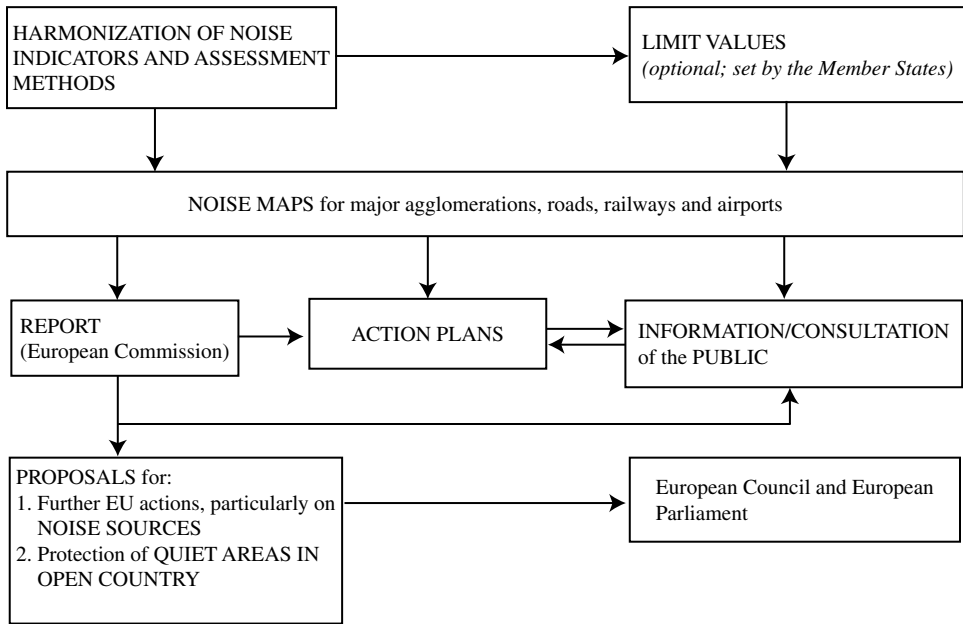 HARMONIZATION OF NOISE
INDICATORS AND ASSESSMENT
METHODS
LIMIT VALUES
(optional; set by the Member States)
NOISE MAPS for major agglomerations, roads, railways and airports
REPORT
(European Commission)
ACTION PLANS
INFORMATION/CONSULTATION
of the PUBLIC
PROPOSALS for:
1. Further EU actions, particularly on
NOISE SOURCES
2. Protection of QUIET AREAS IN
OPEN COUNTRY
European Council and European
Parliament